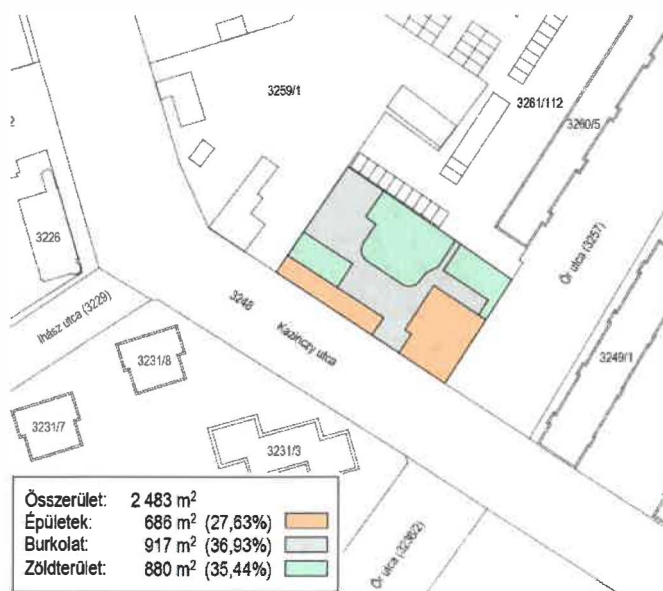 3259/1
3261/112
3260/5
3226
Őr utca (3257)
3248
Ihász utca (3229)
Kazinczy utca
3231/8
3249/1
3231/7
3231/3
Őr utca (3236/2)
Összerület: 2 483 m²
Épületek: 686 m² (27,63%)
Burkolat: 917 m² (36,93%)
Zöldterület: 880 m² (35,44%)